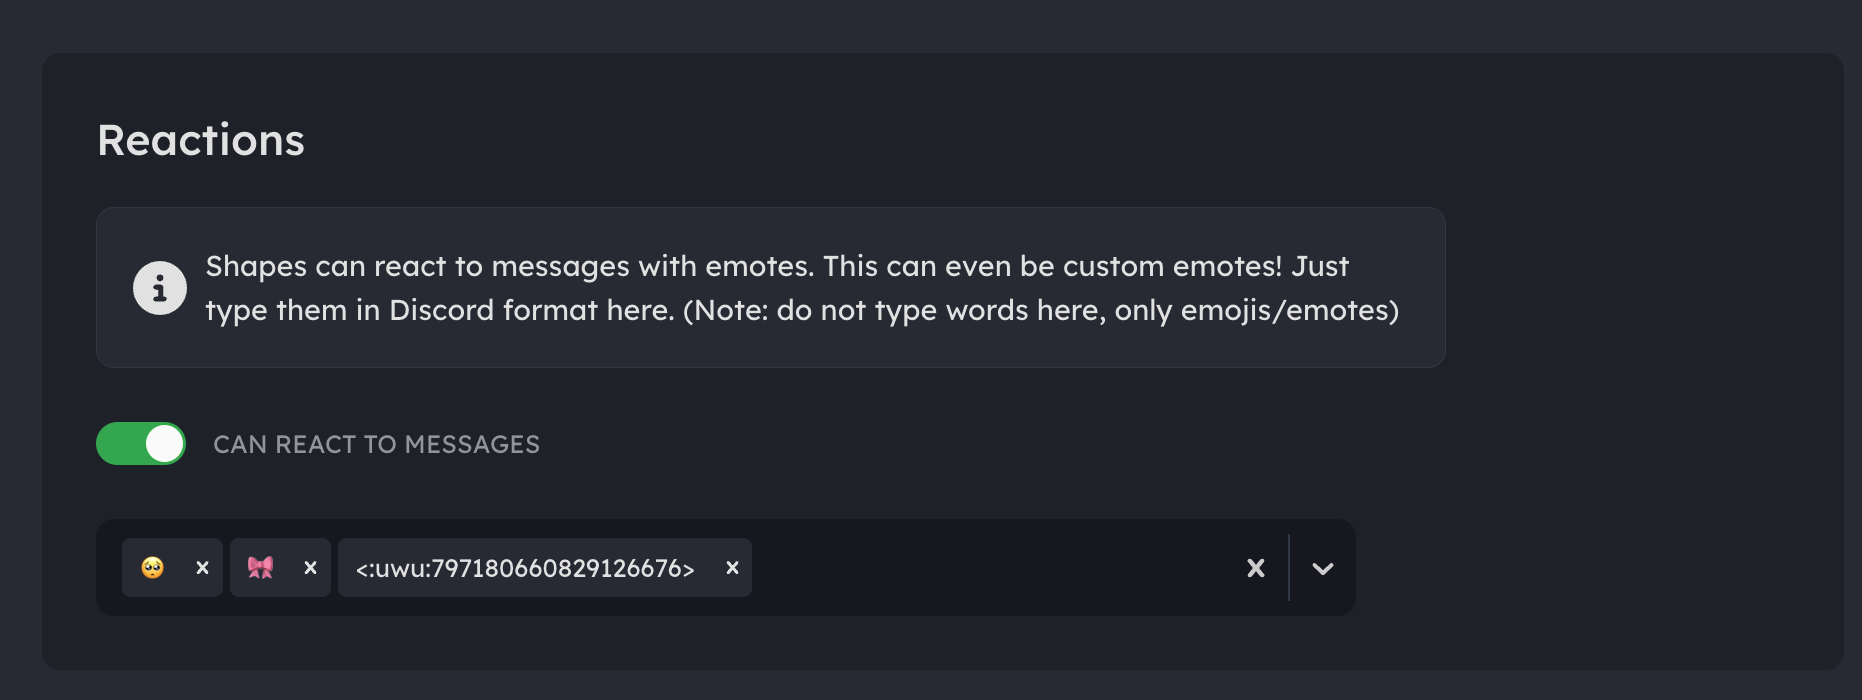 Reactions
Shapes can react to messages with emotes. This can even be custom emotes! Just
type them in Discord format here. (Note: do not type words here, only emojis/emotes)
CAN REACT TO MESSAGES
🥺 × 🎀 × <:uwu:797180660829126676> ×